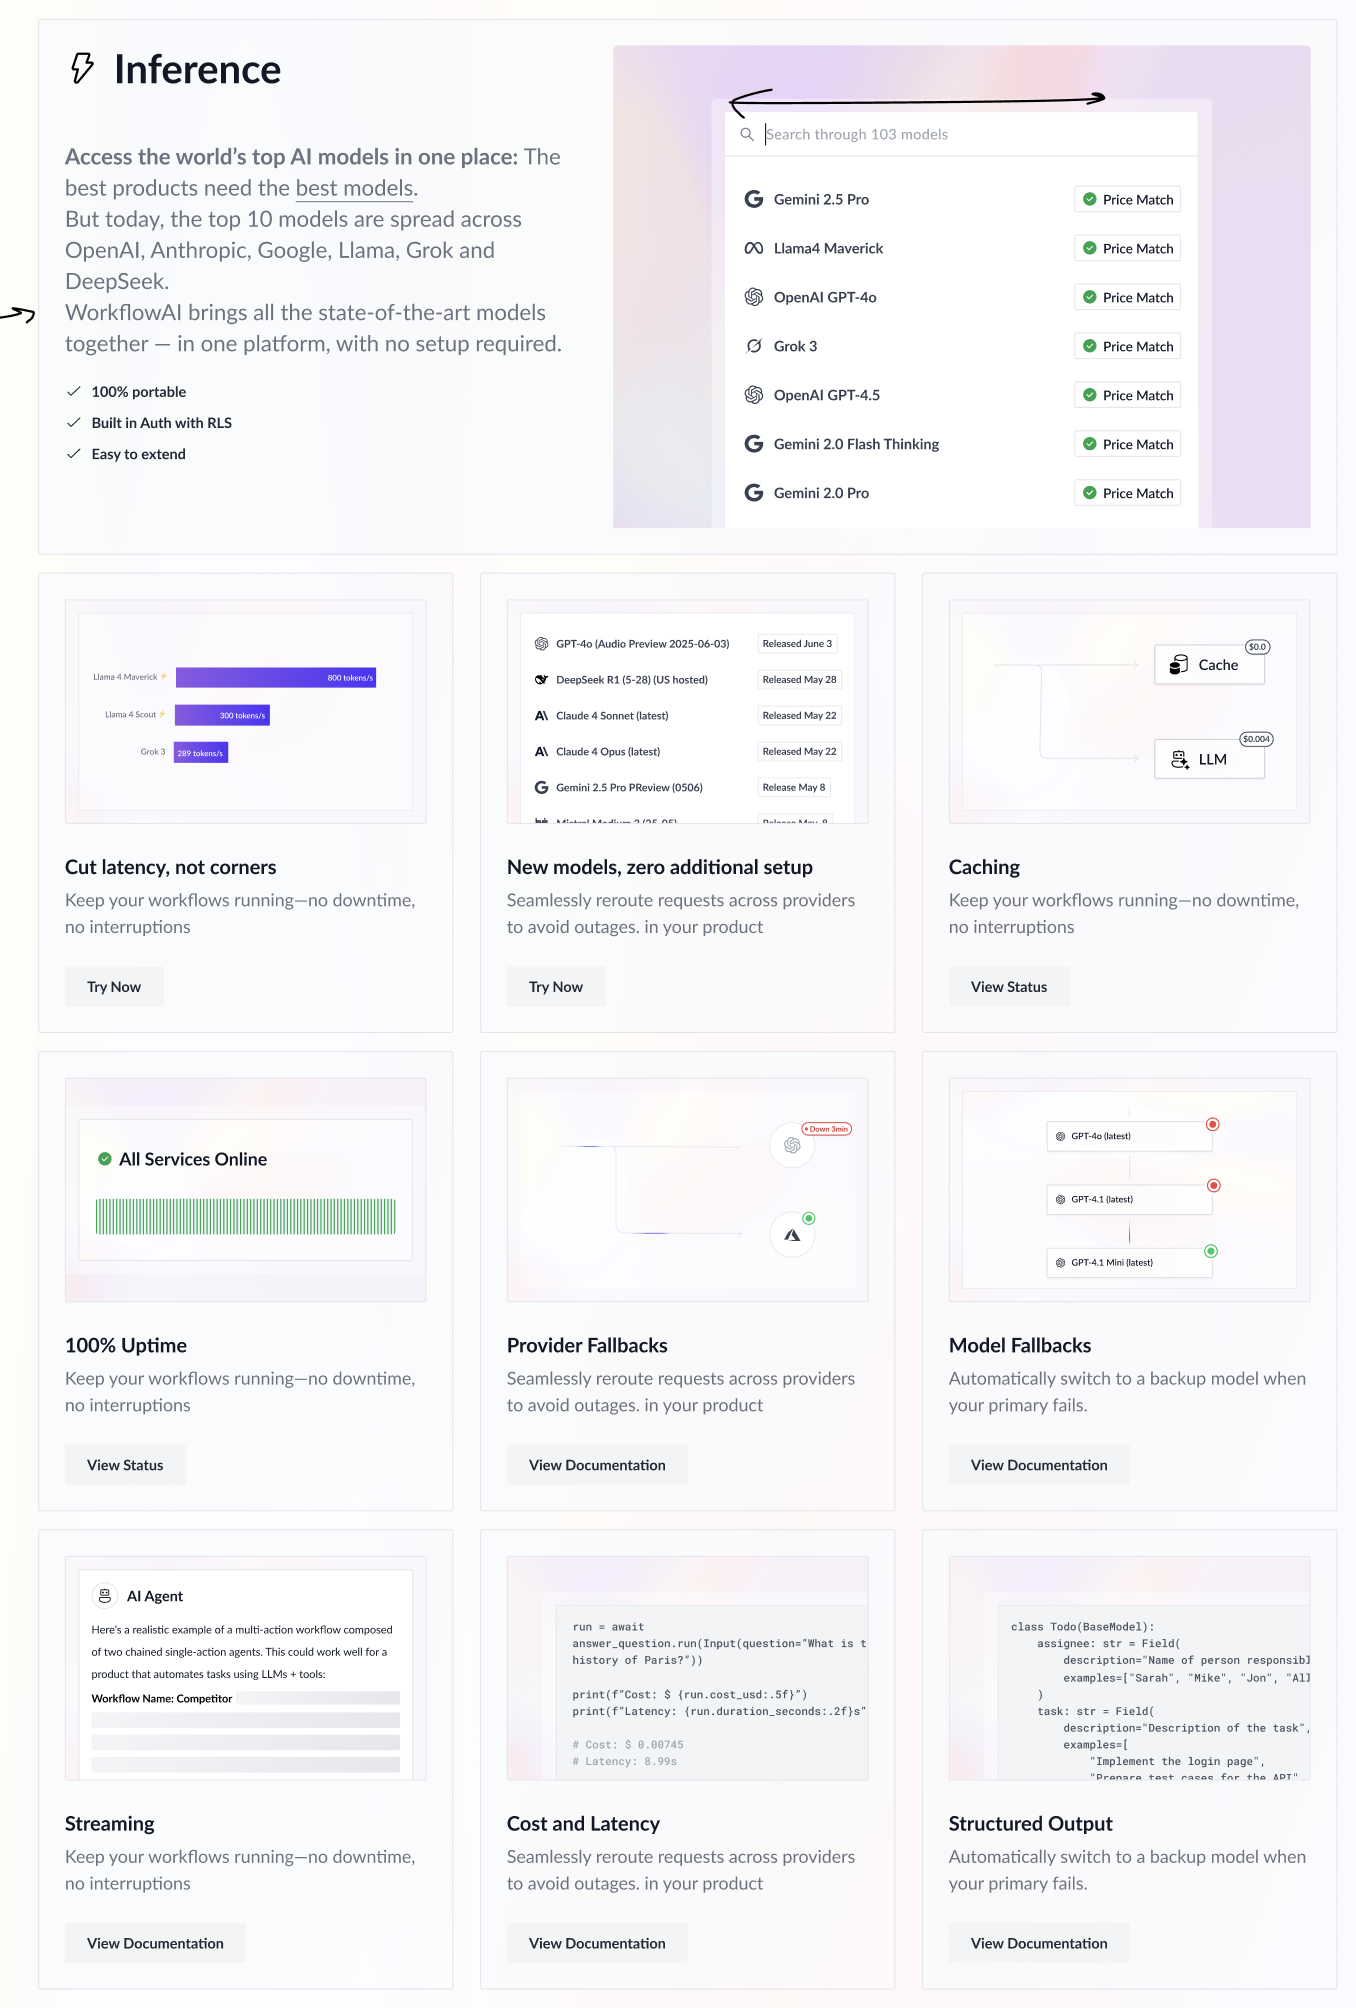 Inference
Access the world's top AI models in one place: The
best products need the best models.
But today, the top 10 models are spread across
OpenAI, Anthropic, Google, Llama, Grok and
DeepSeek.
WorkflowAI brings all the state-of-the-art models
together — in one platform, with no setup required.
100% portable
Built in Auth with RLS
Easy to extend
Search through 103 models
Gemini 2.5 Pro Price Match
Llama4 Maverick Price Match
OpenAI GPT-4o Price Match
Grok 3 Price Match
OpenAI GPT-4.5 Price Match
Gemini 2.0 Flash Thinking Price Match
Gemini 2.0 Pro Price Match
Llama 4 Maverick⚡ 800 tokens/s
Llama 4 Scout⚡ 300 tokens/s
Grok 3 289 tokens/s
Cut latency, not corners
Keep your workflows running—no downtime,
no interruptions
Try Now
GPT-4o (Audio Preview 2025-06-03) Released June 3
DeepSeek R1 (5-28) (US hosted) Released May 28
Claude 4 Sonnet (latest) Released May 22
Claude 4 Opus (latest) Released May 22
Gemini 2.5 Pro PReview (0506) Release May 8
Mistral Medium 3 (25-05) Release May 8
New models, zero additional setup
Seamlessly reroute requests across providers
to avoid outages. in your product
Try Now
$0.0
Cache
$0.004
LLM
Caching
Keep your workflows running—no downtime,
no interruptions
View Status
All Services Online
100% Uptime
Keep your workflows running—no downtime,
no interruptions
View Status
Down 3min
Provider Fallbacks
Seamlessly reroute requests across providers
to avoid outages. in your product
View Documentation
GPT-4o (latest)
GPT-4.1 (latest)
GPT-4.1 Mini (latest)
Model Fallbacks
Automatically switch to a backup model when
your primary fails.
View Documentation
AI Agent
Here's a realistic example of a multi-action workflow composed
of two chained single-action agents. This could work well for a
product that automates tasks using LLMs + tools:
Workflow Name: Competitor
Streaming
Keep your workflows running—no downtime,
no interruptions
View Documentation
run = await
answer_question.run(Input(question="What is t
history of Paris?"))
print(f"Cost: $ {run.cost_usd:.5f}")
print(f"Latency: {run.duration_seconds:.2f}s"
# Cost: $ 0.00745
# Latency: 8.99s
Cost and Latency
Seamlessly reroute requests across providers
to avoid outages. in your product
View Documentation
class Todo(BaseModel):
assignee: str = Field(
description="Name of person responsibl
examples=["Sarah", "Mike", "Jon", "All
)
task: str = Field(
description="Description of the task",
examples=[
"Implement the login page",
"Prepare test cases for the API"
Structured Output
Automatically switch to a backup model when
your primary fails.
View Documentation